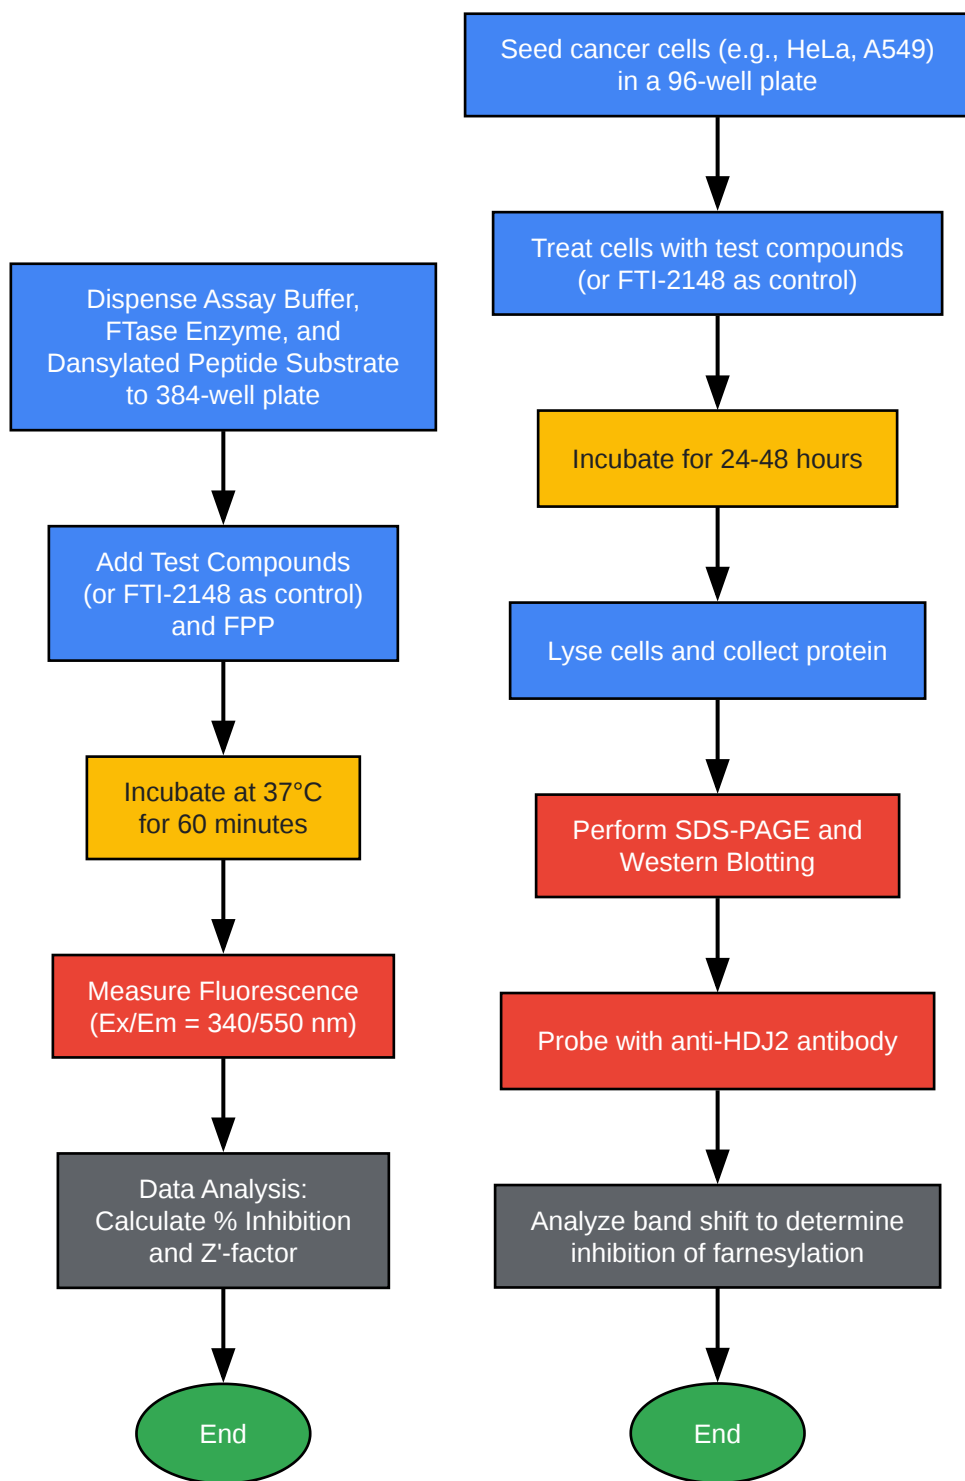 Dispense Assay Buffer,
FTase Enzyme, and
Dansylated Peptide Substrate
to 384-well plate
Add Test Compounds
(or FTI-2148 as control)
and FPP
Incubate at 37°C
for 60 minutes
Measure Fluorescence
(Ex/Em = 340/550 nm)
Data Analysis:
Calculate % Inhibition
and Z'-factor
End
Seed cancer cells (e.g., HeLa, A549)
in a 96-well plate
Treat cells with test compounds
(or FTI-2148 as control)
Incubate for 24-48 hours
Lyse cells and collect protein
Perform SDS-PAGE and
Western Blotting
Probe with anti-HDJ2 antibody
Analyze band shift to determine
inhibition of farnesylation
End